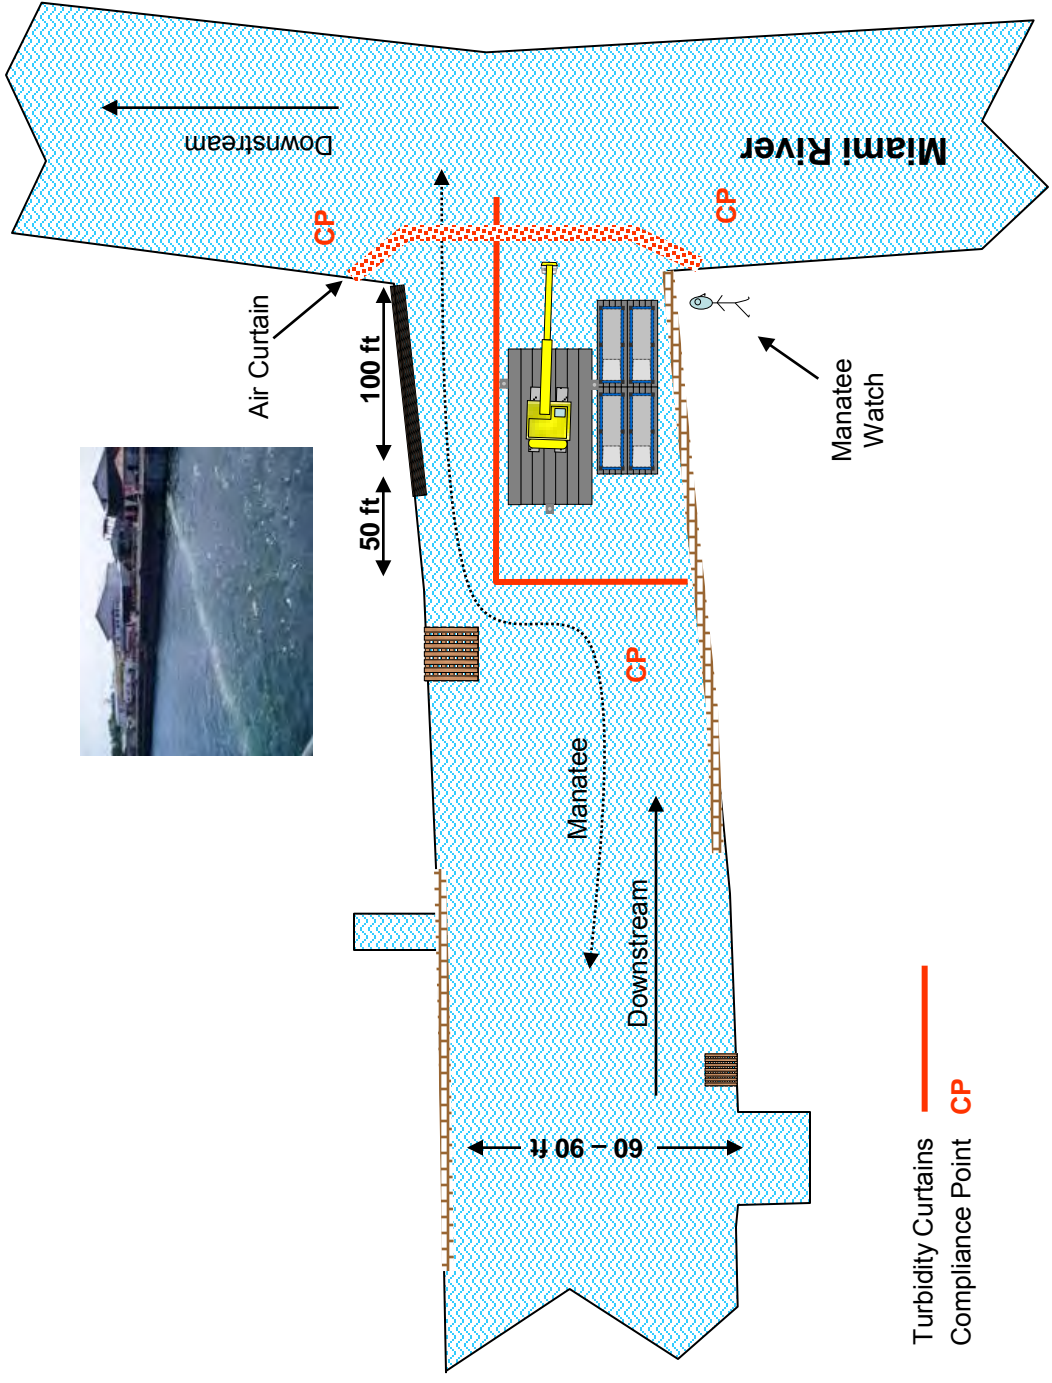 Downstream
Miami River
CP
CP
Air Curtain
100 ft
50 ft
Manatee
Watch
CP
Manatee
Downstream
60 – 90 ft
Turbidity Curtains
Compliance Point CP